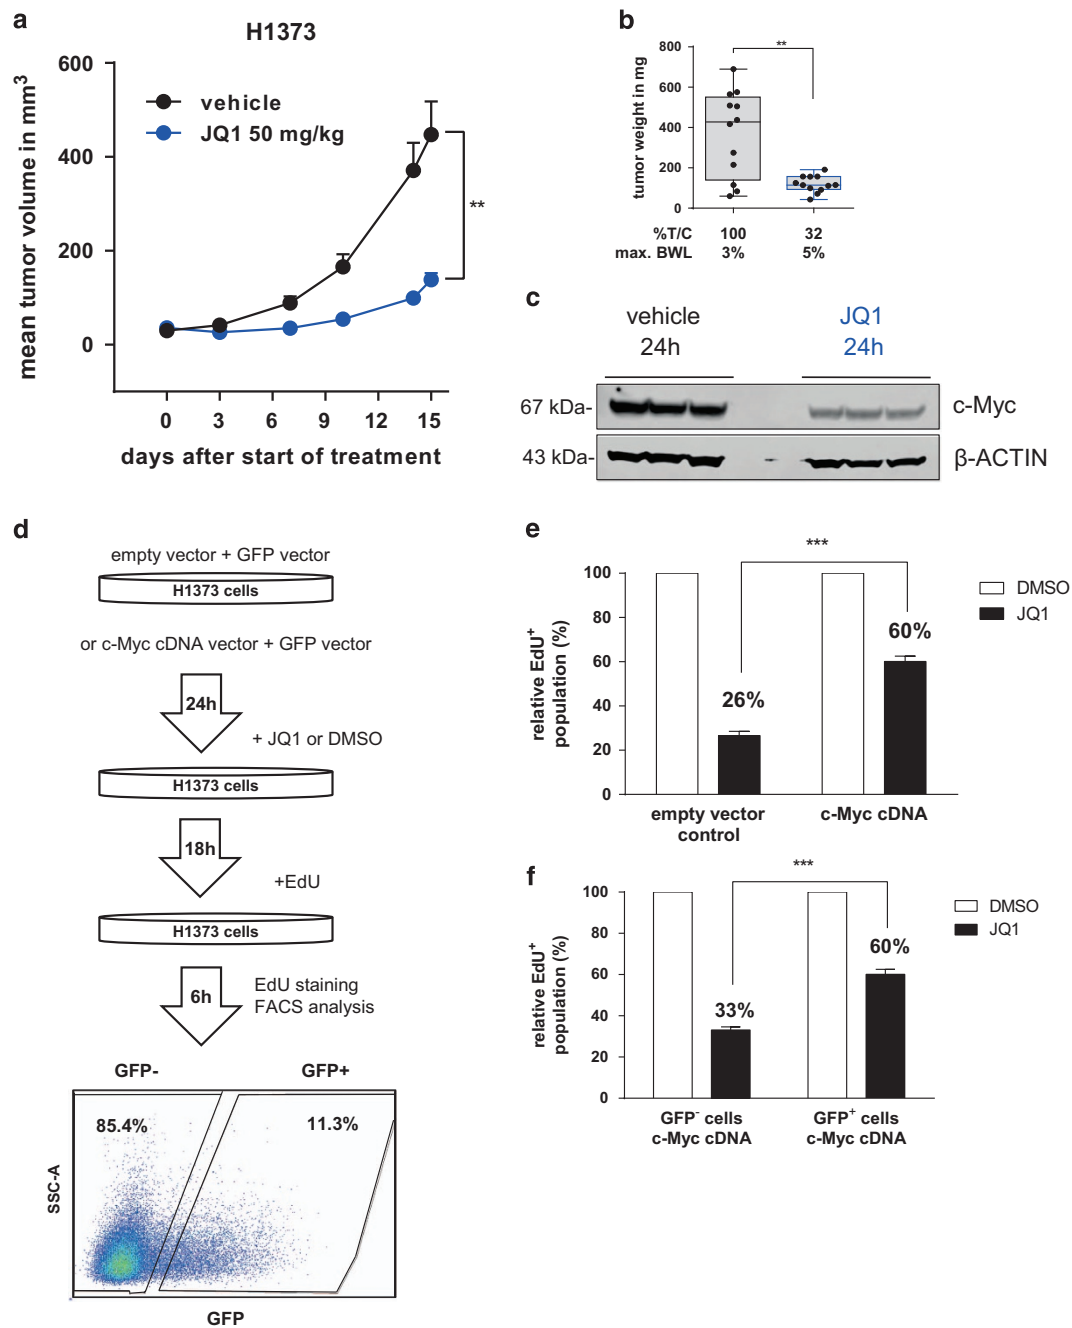 a
H1373
600
400
200
0
mean tumor volume in mm3
vehicle
JQ1 50 mg/kg
**
0 3 6 9 12 15
days after start of treatment
b
**
800
600
400
200
0
tumor weight in mg
%T/C 100 32
max. BWL 3% 5%
c
vehicle
24h
JQ1
24h
67 kDa-
c-Myc
43 kDa-
β-ACTIN
d
empty vector + GFP vector
H1373 cells
or c-Myc cDNA vector + GFP vector
24h
+ JQ1 or DMSO
H1373 cells
18h
+EdU
H1373 cells
6h
EdU staining
FACS analysis
GFP- GFP+
85.4% 11.3%
SSC-A
GFP
e
***
100
80
60
40
20
0
relative EdU+
population (%)
26%
60%
DMSO
JQ1
empty vector
control
c-Myc cDNA
f
***
100
80
60
40
20
0
relative EdU+
population (%)
33%
60%
DMSO
JQ1
GFP- cells
c-Myc cDNA
GFP+ cells
c-Myc cDNA